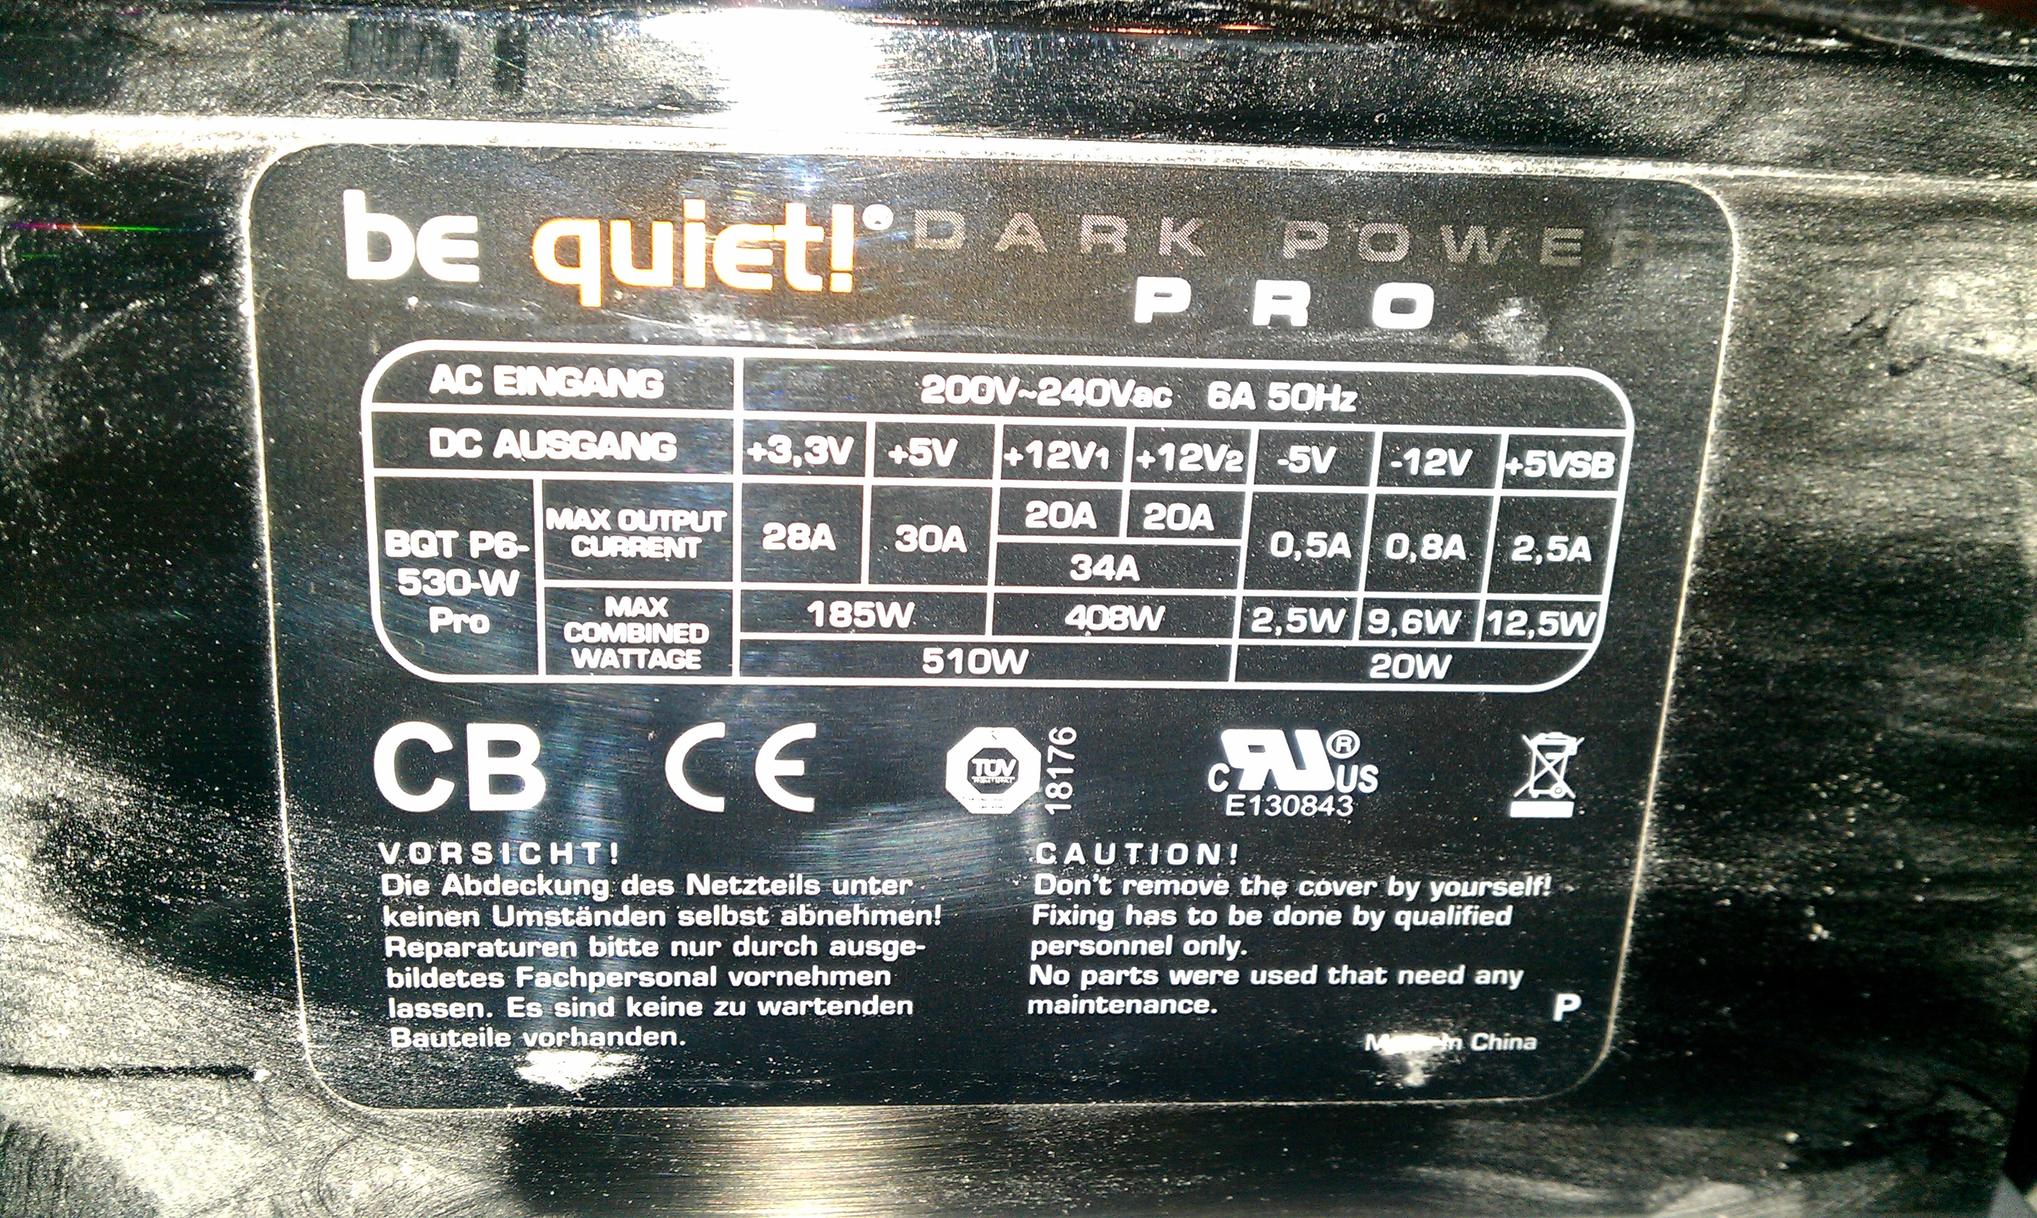 be quiet!® DARK POWER
PRO
AC EINGANG 200V~240Vac 6A 50Hz
DC AUSGANG +3,3V +5V +12V1 +12V2 -5V -12V +5VSB
BQT P6-
530-W
Pro
MAX OUTPUT
CURRENT
28A 30A 20A 20A 0,5A 0,8A 2,5A
34A
MAX
COMBINED
WATTAGE
185W 408W 2,5W 9,6W 12,5W
510W 20W
CB CE TÜV 18176 C RU® US
E130843
VORSICHT!
Die Abdeckung des Netzteils unter
keinen Umständen selbst abnehmen!
Reparaturen bitte nur durch ausge-
bildetes Fachpersonal vornehmen
lassen. Es sind keine zu wartenden
Bauteile vorhanden.
CAUTION!
Don't remove the cover by yourself!
Fixing has to be done by qualified
personnel only.
No parts were used that need any
maintenance.
P
China